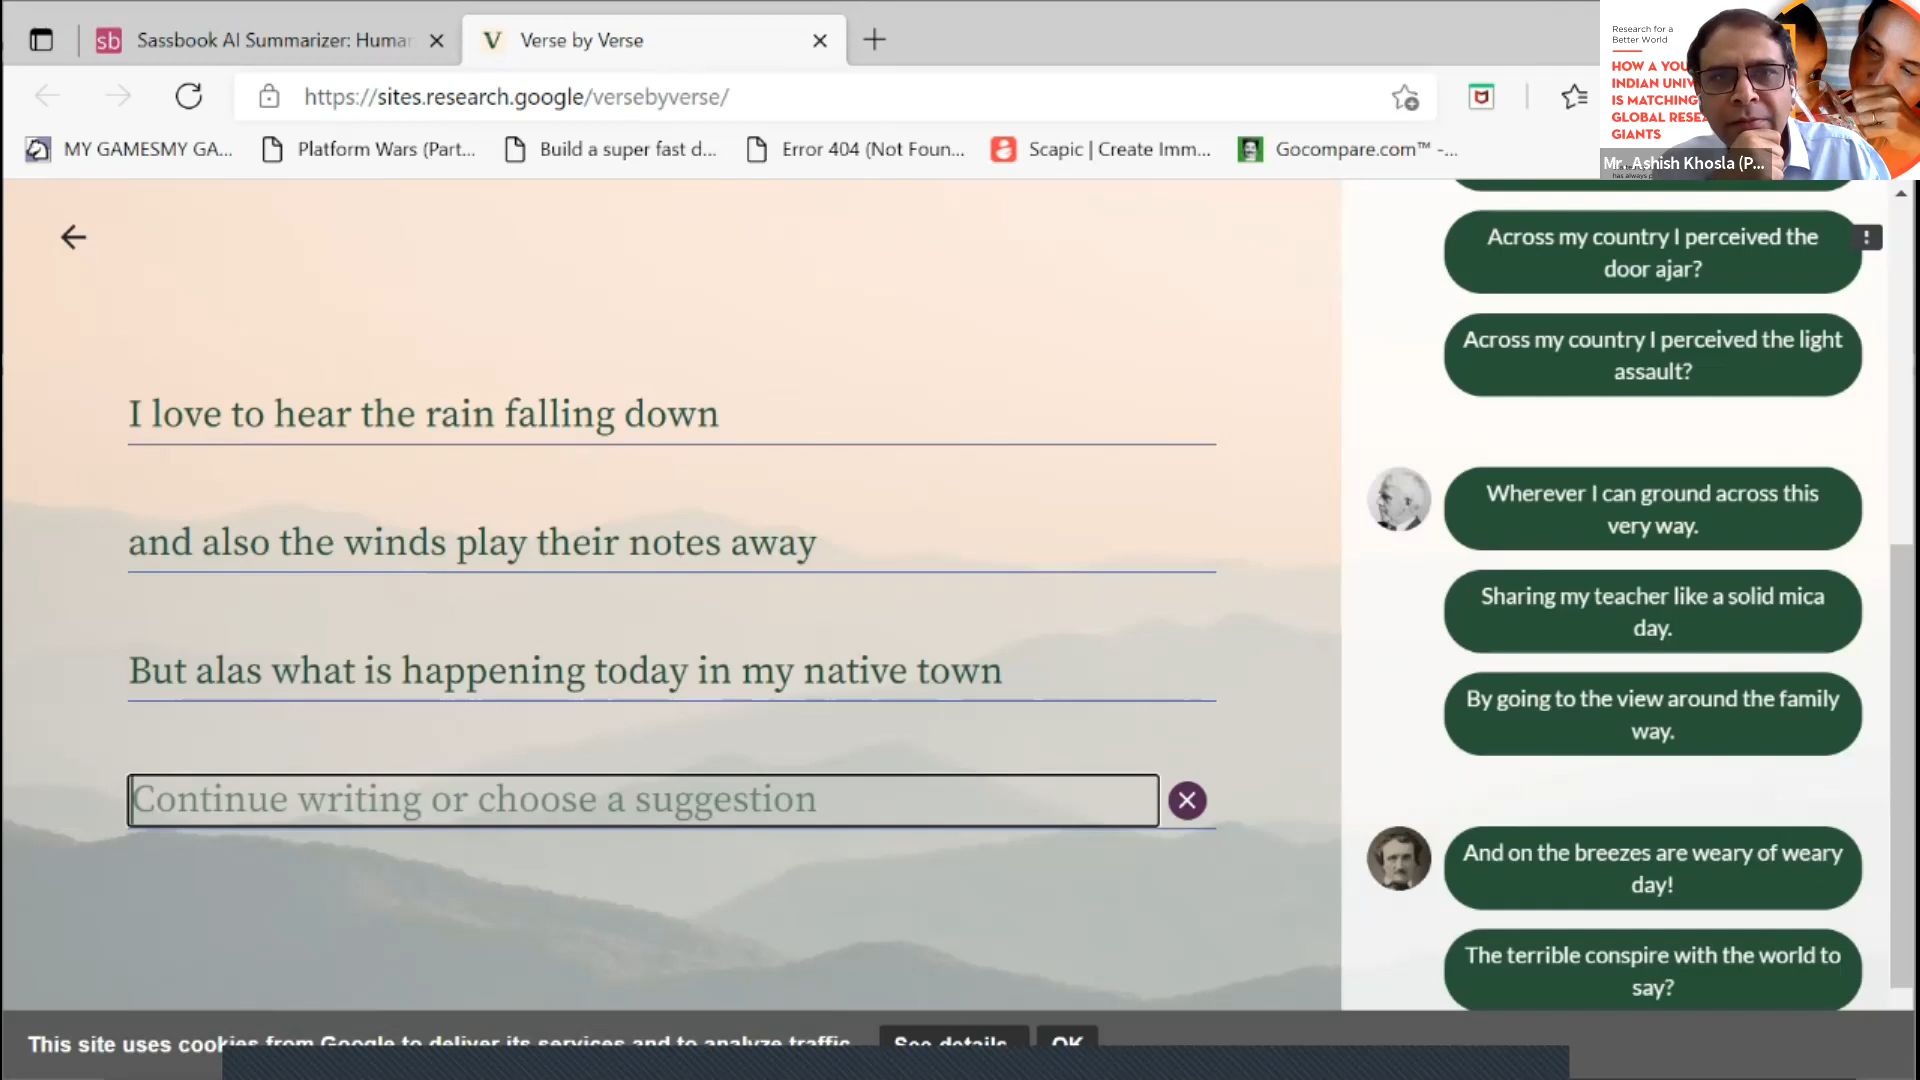 Sassbook AI Summarizer: Human
Verse by Verse
https://sites.research.google/versebyverse/
MY GAMESMY GA...
Platform Wars (Part...
Build a super fast d...
Error 404 (Not Foun...
Scapic | Create Imm...
Gocompare.com™ -...
Research for a
Better World
HOW A YOU
INDIAN UNIV
IS MATCHING
GLOBAL RESE
GIANTS
Mr. Ashish Khosla (P...
has always
I love to hear the rain falling down
and also the winds play their notes away
But alas what is happening today in my native town
Continue writing or choose a suggestion
Across my country I perceived the
door ajar?
Across my country I perceived the light
assault?
Wherever I can ground across this
very way.
Sharing my teacher like a solid mica
day.
By going to the view around the family
way.
And on the breezes are weary of weary
day!
The terrible conspire with the world to
say?
This site uses cookies from Google to deliver its services and to analyze traffic.
See details
OK